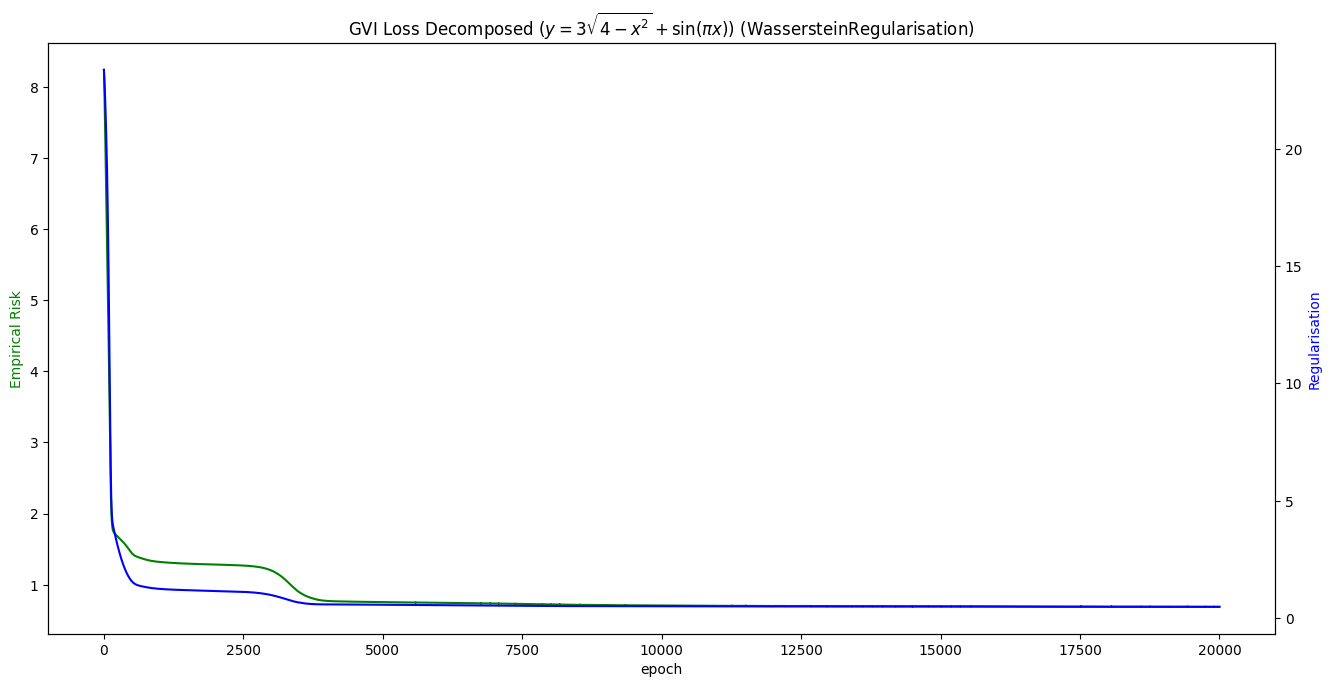 GVI Loss Decomposed (y = 3√4 − x² + sin(πx)) (WassersteinRegularisation)
8
7
6
5
4
3
2
1
Empirical Risk
20
15
10
5
0
Regularisation
0 2500 5000 7500 10000 12500 15000 17500 20000
epoch